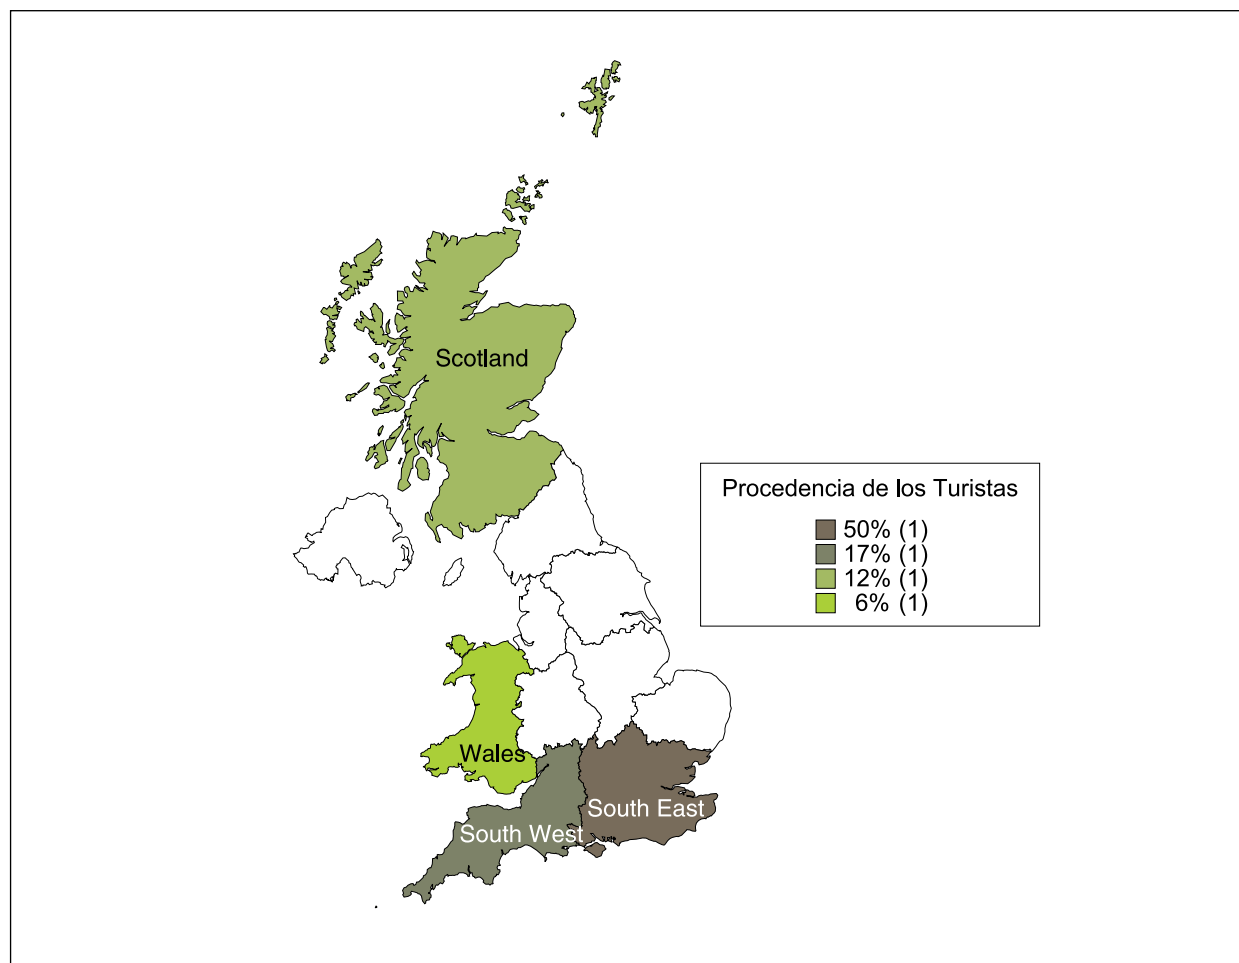 Scotland
Procedencia de los Turistas
50% (1)
17% (1)
12% (1)
6% (1)
Wales
South East
South West